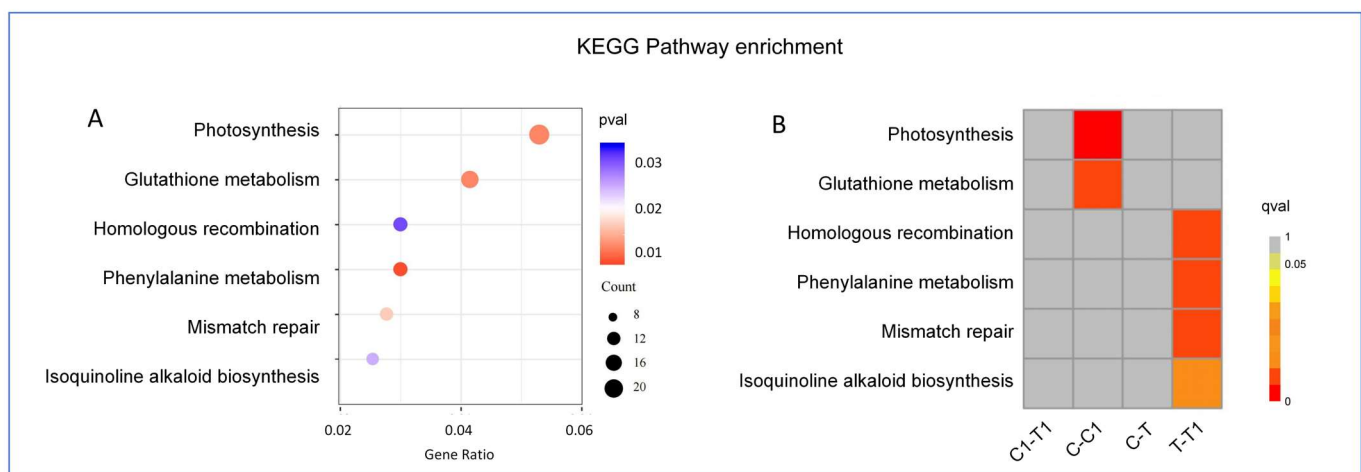 KEGG Pathway enrichment
A
Photosynthesis
Glutathione metabolism
Homologous recombination
Phenylalanine metabolism
Mismatch repair
Isoquinoline alkaloid biosynthesis
0.02
0.04
0.06
Gene Ratio
pval
0.03
0.02
0.01
Count
8
12
16
20
B
Photosynthesis
Glutathione metabolism
Homologous recombination
Phenylalanine metabolism
Mismatch repair
Isoquinoline alkaloid biosynthesis
C1-T1
C-C1
C-T
T-T1
qval
1
0.05
0